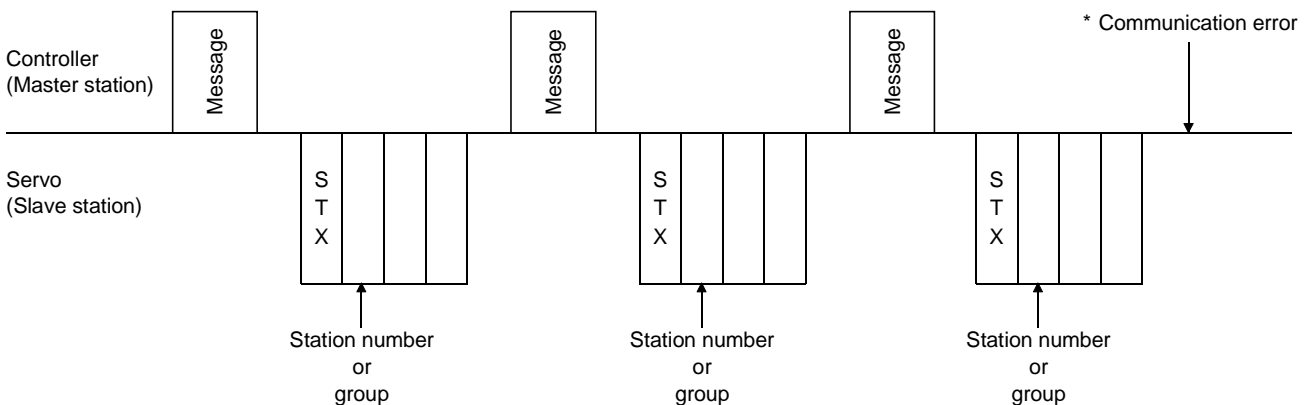 * Communication error
Controller
(Master station)
Message
Message
Message
Servo
(Slave station)
S
T
X
S
T
X
S
T
X
Station number
or
group
Station number
or
group
Station number
or
group